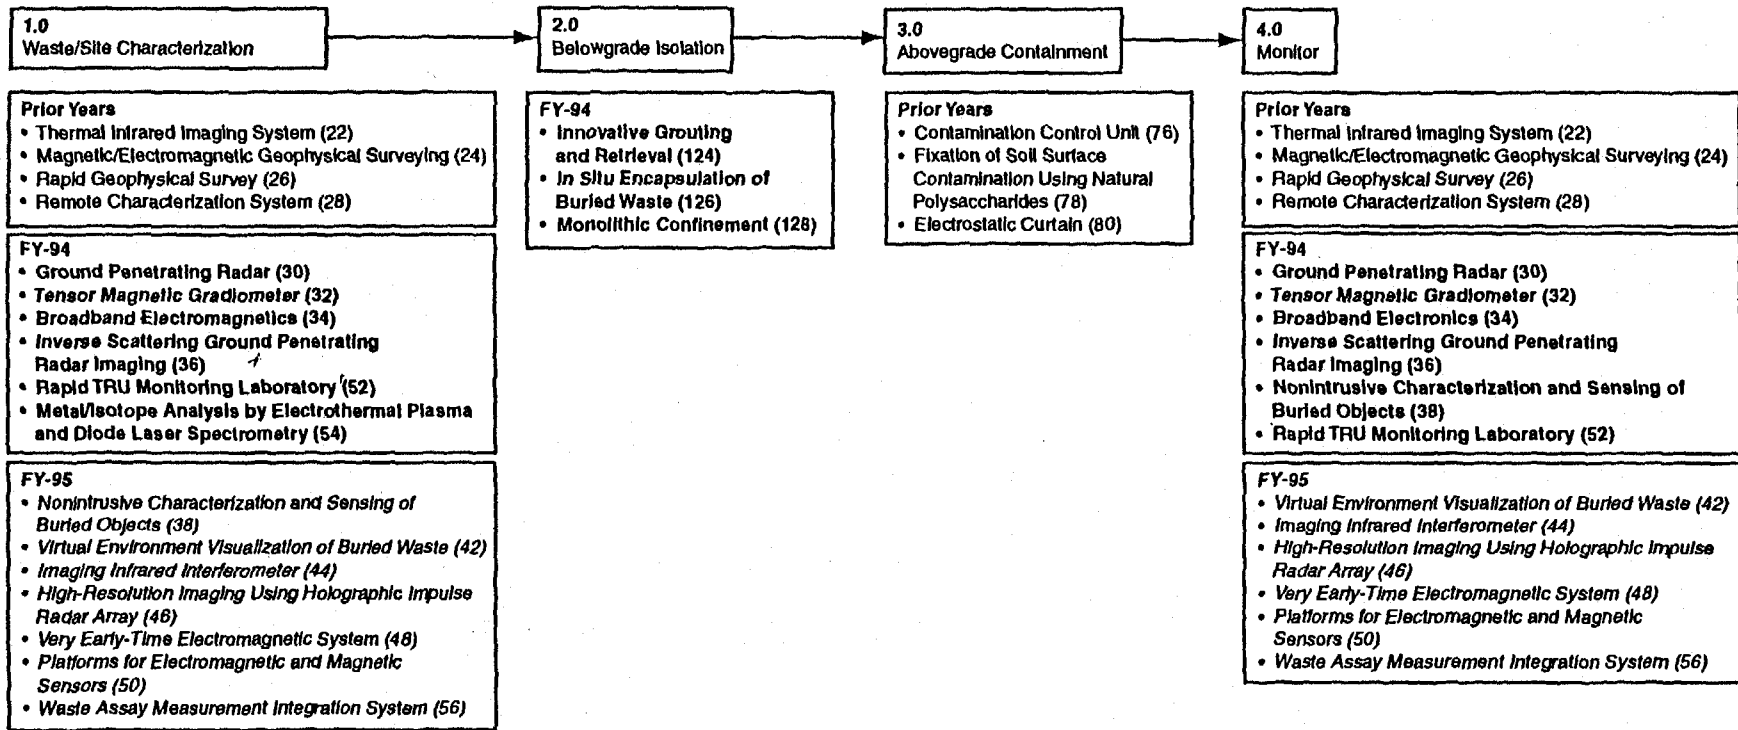 1.0
Waste/Site Characterization
2.0
Belowgrade Isolation
3.0
Abovegrade Containment
4.0
Monitor
Prior Years
• Thermal Infrared Imaging System (22)
• Magnetic/Electromagnetic Geophysical Surveying (24)
• Rapid Geophysical Survey (26)
• Remote Characterization System (28)
FY-94
• Ground Penetrating Radar (30)
• Tensor Magnetic Gradiometer (32)
• Broadband Electromagnetics (34)
• Inverse Scattering Ground Penetrating
Radar Imaging (36)
• Rapid TRU Monitoring Laboratory (52)
• Metal/Isotope Analysis by Electrothermal Plasma
and Diode Laser Spectrometry (54)
FY-95
• Nonintrusive Characterization and Sensing of
Buried Objects (38)
• Virtual Environment Visualization of Buried Waste (42)
• Imaging Infrared Interferometer (44)
• High-Resolution Imaging Using Holographic Impulse
Radar Array (46)
• Very Early-Time Electromagnetic System (48)
• Platforms for Electromagnetic and Magnetic
Sensors (50)
• Waste Assay Measurement Integration System (56)
FY-94
• Innovative Grouting
and Retrieval (124)
• In Situ Encapsulation of
Buried Waste (126)
• Monolithic Confinement (128)
Prior Years
• Contamination Control Unit (76)
• Fixation of Soil Surface
Contamination Using Natural
Polysaccharides (78)
• Electrostatic Curtain (80)
Prior Years
• Thermal Infrared Imaging System (22)
• Magnetic/Electromagnetic Geophysical Surveying (24)
• Rapid Geophysical Survey (26)
• Remote Characterization System (28)
FY-94
• Ground Penetrating Radar (30)
• Tensor Magnetic Gradiometer (32)
• Broadband Electronics (34)
• Inverse Scattering Ground Penetrating
Radar Imaging (36)
• Nonintrusive Characterization and Sensing of
Buried Objects (38)
• Rapid TRU Monitoring Laboratory (52)
FY-95
• Virtual Environment Visualization of Buried Waste (42)
• Imaging Infrared Interferometer (44)
• High-Resolution Imaging Using Holographic Impulse
Radar Array (46)
• Very Early-Time Electromagnetic System (48)
• Platforms for Electromagnetic and Magnetic
Sensors (50)
• Waste Assay Measurement Integration System (56)